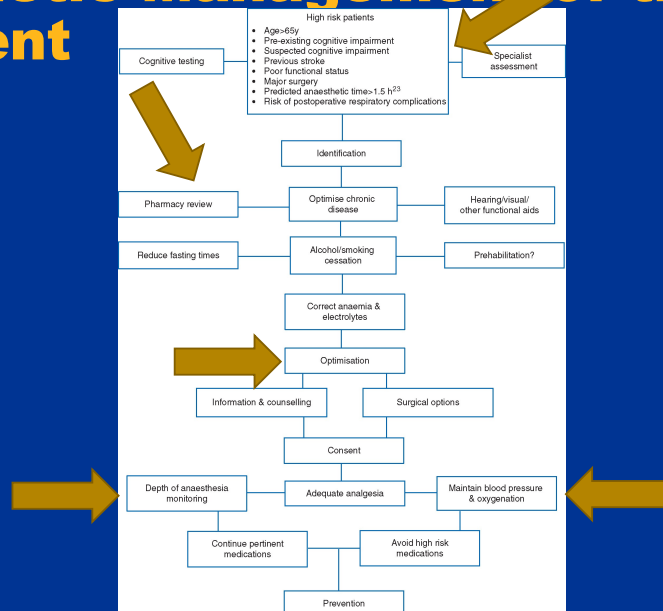 ent
High risk patients
• Age>65y
• Pre-existing cognitive impairment
• Suspected cognitive impairment
• Previous stroke
• Poor functional status
• Major surgery
• Predicted anaesthetic time>1.5 h23
• Risk of postoperative respiratory complications
Cognitive testing
Specialist
assessment
Identification
Pharmacy review
Optimise chronic
disease
Hearing/visual/
other functional aids
Reduce fasting times
Alcohol/smoking
cessation
Prehabilitation?
Correct anaemia &
electrolytes
Optimisation
Information & counselling
Surgical options
Consent
Depth of anaesthesia
monitoring
Adequate analgesia
Maintain blood pressure
& oxygenation
Continue pertinent
medications
Avoid high risk
medications
Prevention